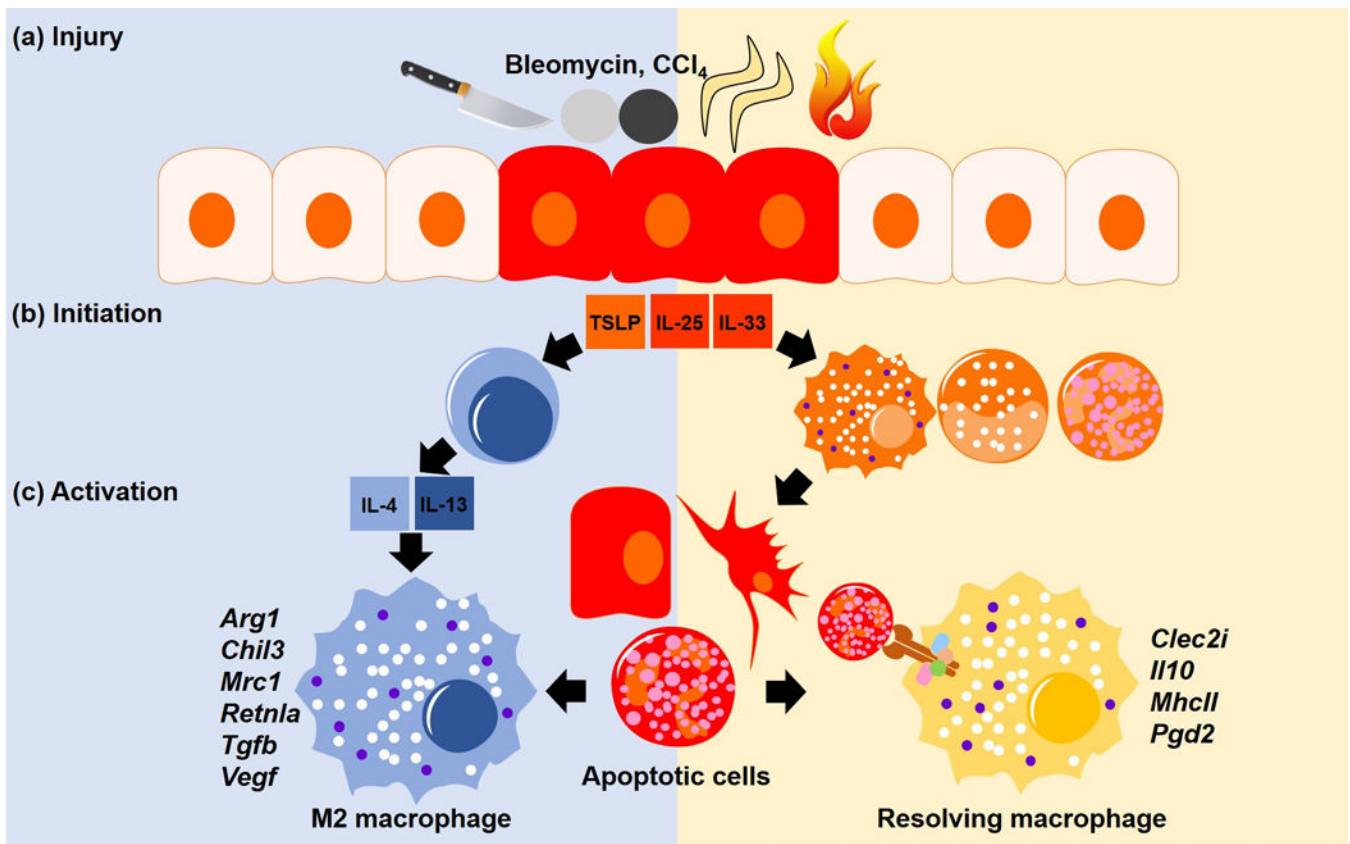 (a) Injury
Bleomycin, CCl₄
(b) Initiation
TSLP IL-25 IL-33
(c) Activation
IL-4 IL-13
Arg1
Chil3
Mrc1
Retnla
Tgfb
Vegf
Clec2i
Il10
MhcII
Pgd2
Apoptotic cells
M2 macrophage
Resolving macrophage